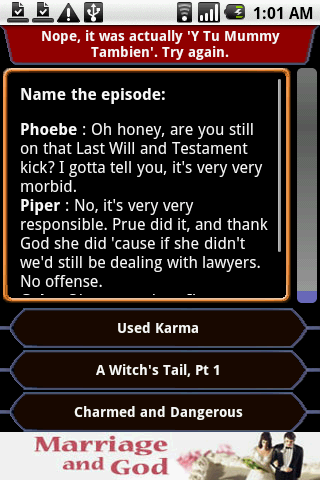 1:01 AM
Nope, it was actually 'Y Tu Mummy
Tambien'. Try again.
Name the episode:
Phoebe : Oh honey, are you still
on that Last Will and Testament
kick? I gotta tell you, it's very very
morbid.
Piper : No, it's very very
responsible. Prue did it, and thank
God she did 'cause if she didn't
we'd still be dealing with lawyers.
No offense.
Used Karma
A Witch's Tail, Pt 1
Charmed and Dangerous
Marriage
and God